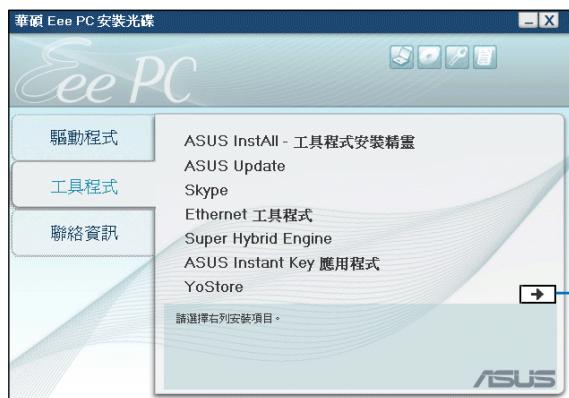 華碩 Eee PC 安裝光碟
Eee PC
驅動程式
工具程式
聯絡資訊
ASUS InstAll - 工具程式安裝精靈
ASUS Update
Skype
Ethernet 工具程式
Super Hybrid Engine
ASUS Instant Key 應用程式
YoStore
請選擇右列安裝項目。
ASUS